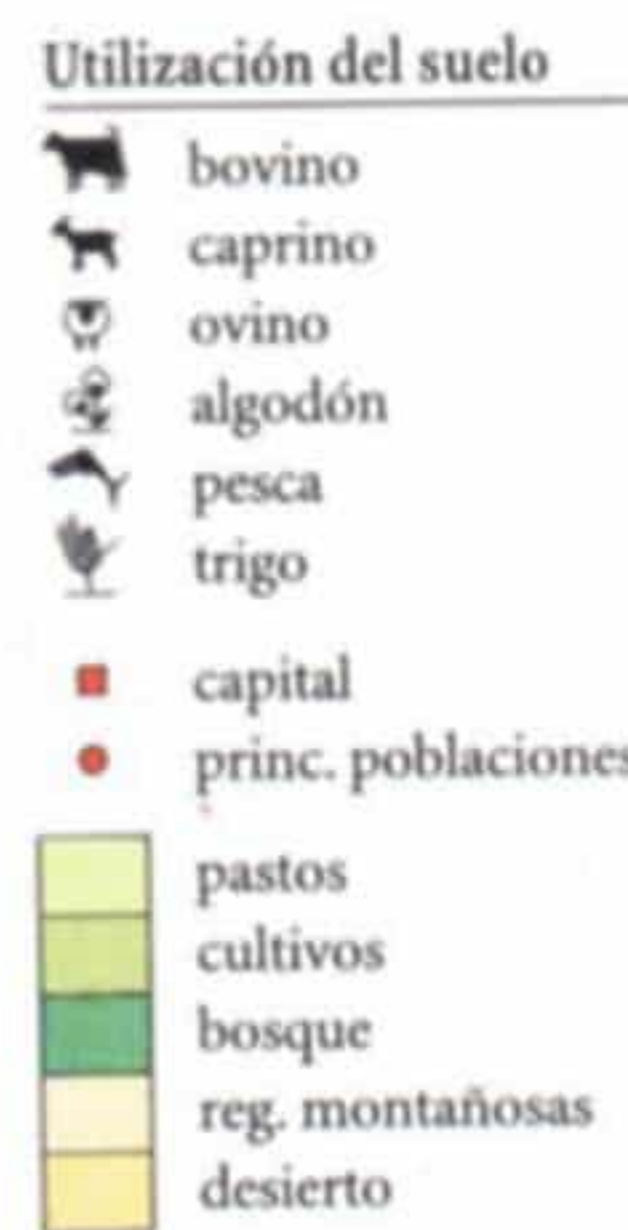 Utilización del suelo
bovino
caprino
ovino
algodón
pesca
trigo
capital
princ. poblaciones
pastos
cultivos
bosque
reg. montañosas
desierto